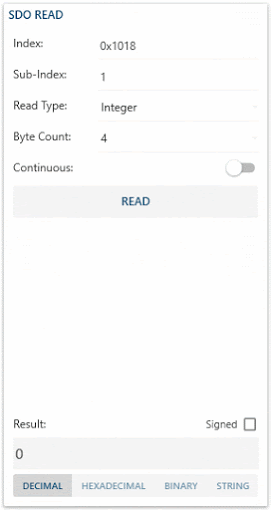 SDO READ
Index: 0x1018
Sub-Index: 1
Read Type: Integer
Byte Count: 4
Continuous:
READ
Result: Signed
0
DECIMAL HEXADECIMAL BINARY STRING